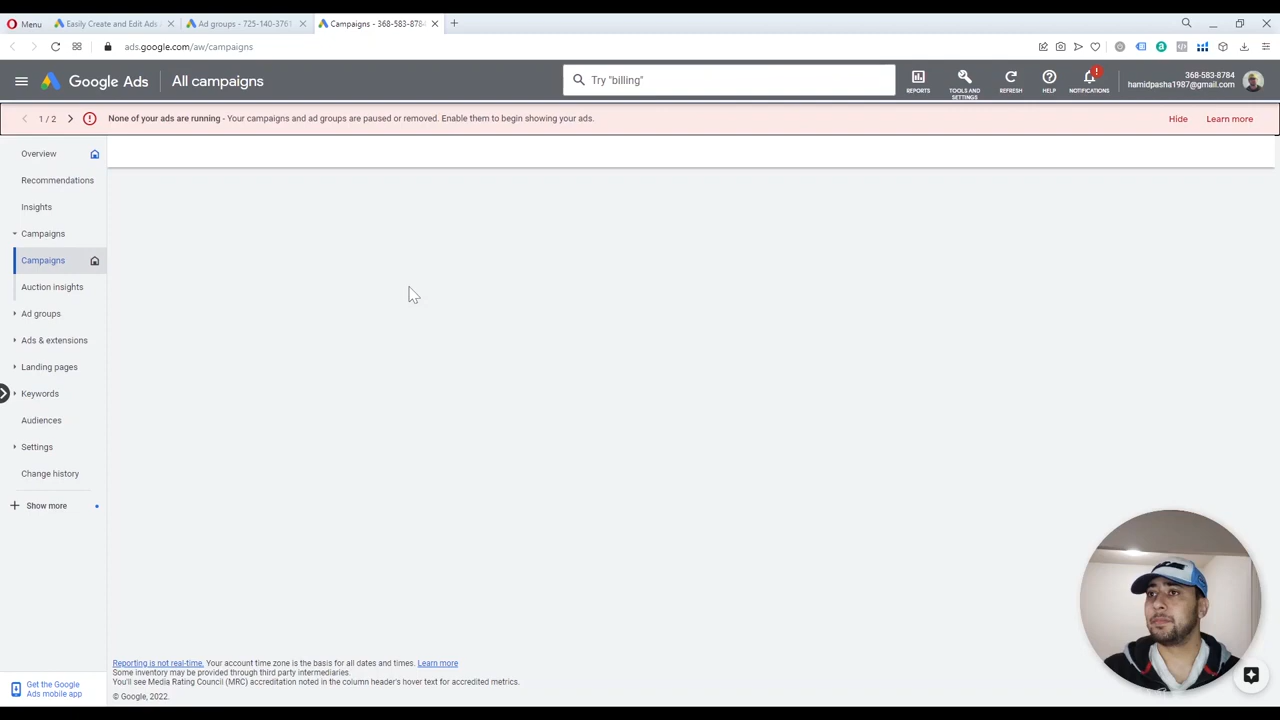 Menu
Easily Create and Edit Ads
Ad groups - 725-140-3761
Campaigns - 368-583-8784
ads.google.com/aw/campaigns
Google Ads
All campaigns
Try "billing"
REPORTS
TOOLS AND
SETTINGS
REFRESH
HELP
NOTIFICATIONS
368-583-8784
hamidpasha1987@gmail.com
1 / 2
None of your ads are running - Your campaigns and ad groups are paused or removed. Enable them to begin showing your ads.
Hide
Learn more
Overview
Recommendations
Insights
Campaigns
Campaigns
Auction insights
Ad groups
Ads & extensions
Landing pages
Keywords
Audiences
Settings
Change history
Show more
Get the Google
Ads mobile app
Reporting is not real-time. Your account time zone is the basis for all dates and times. Learn more
Some inventory may be provided through third party intermediaries.
You'll see Media Rating Council (MRC) accreditation noted in the column header's hover text for accredited metrics.
© Google, 2022.